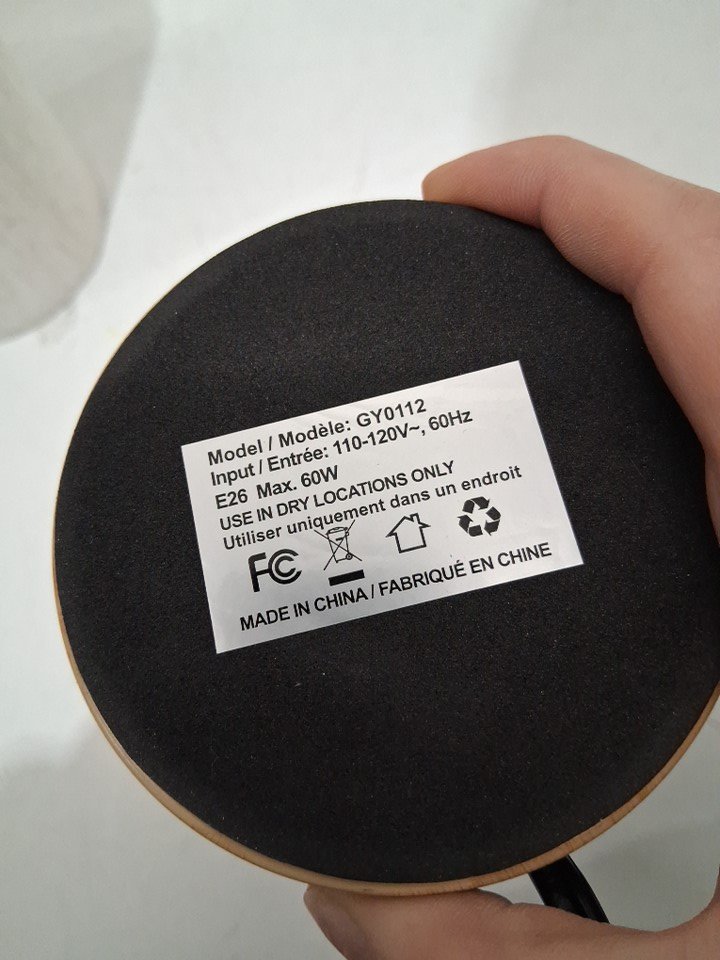 Model / Modèle: GY0112
Input / Entrée: 110-120V~, 60Hz
E26 Max. 60W
USE IN DRY LOCATIONS ONLY
Utiliser uniquement dans un endroit
FC
MADE IN CHINA / FABRIQUÉ EN CHINE